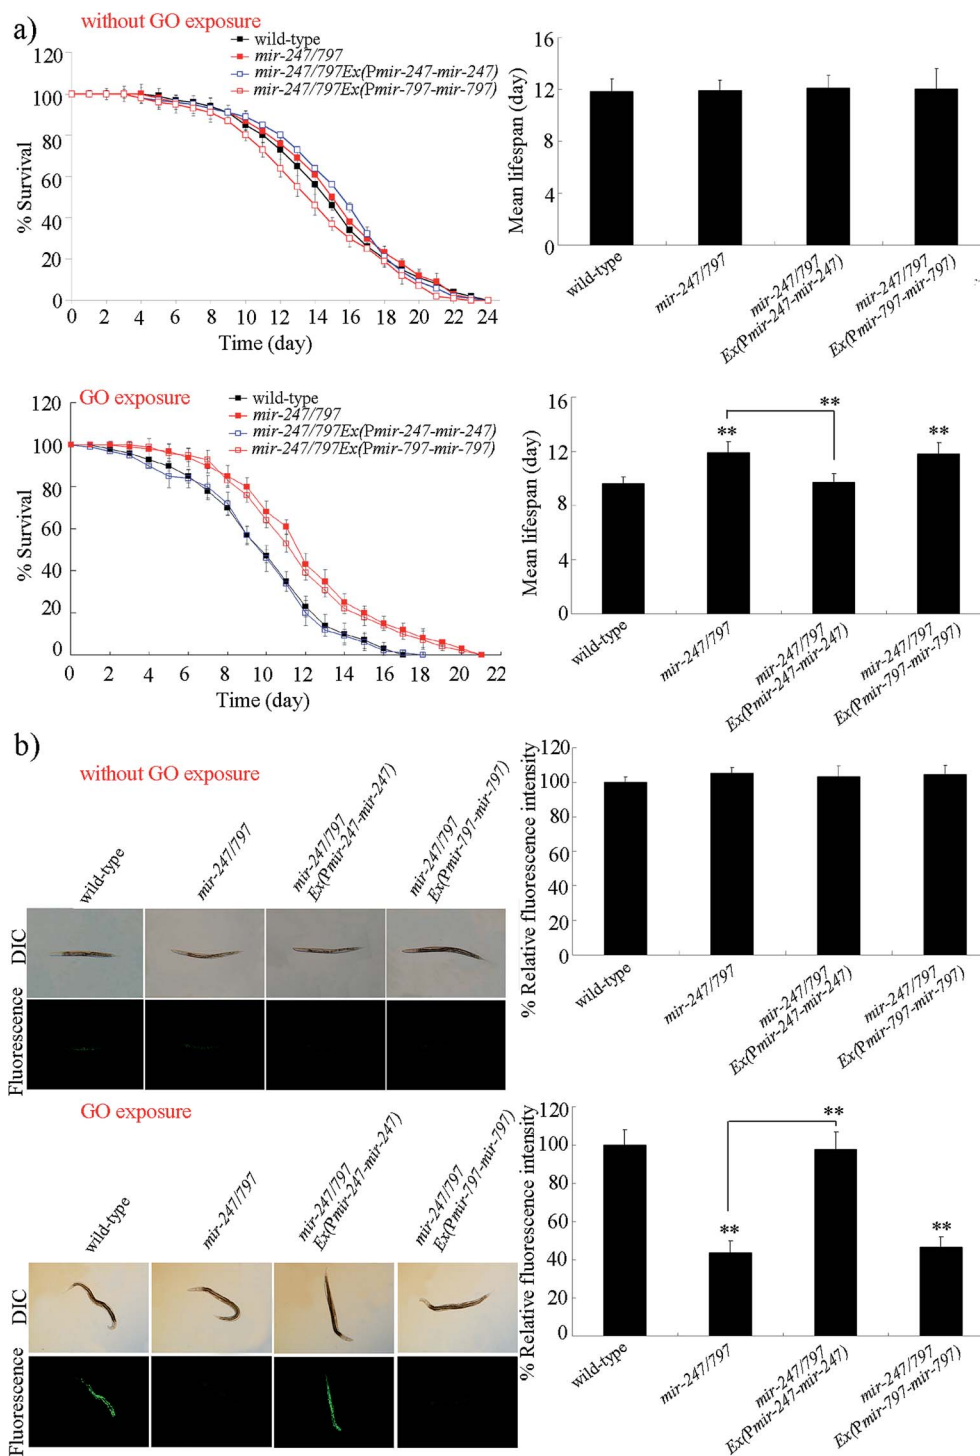 a)
without GO exposure
wild-type
mir-247/797
mir-247/797Ex(Pmir-247-mir-247)
mir-247/797Ex(Pmir-797-mir-797)
120
100
80
60
40
20
0
% Survival
0 2 4 6 8 10 12 14 16 18 20 22 24
Time (day)
16
12
8
4
0
Mean lifespan (day)
wild-type
mir-247/797
mir-247/797
Ex(Pmir-247-mir-247)
mir-247/797
Ex(Pmir-797-mir-797)
GO exposure
wild-type
mir-247/797
mir-247/797Ex(Pmir-247-mir-247)
mir-247/797Ex(Pmir-797-mir-797)
120
100
80
60
40
20
0
% Survival
0 2 4 6 8 10 12 14 16 18 20 22
Time (day)
16
12
8
4
0
Mean lifespan (day)
**
** **
wild-type
mir-247/797
mir-247/797
Ex(Pmir-247-mir-247)
mir-247/797
Ex(Pmir-797-mir-797)
b)
without GO exposure
wild-type
mir-247/797
mir-247/797
Ex(Pmir-247-mir-247)
mir-247/797
Ex(Pmir-797-mir-797)
DIC
Fluorescence
120
100
80
60
40
20
0
% Relative fluorescence intensity
wild-type
mir-247/797
mir-247/797
Ex(Pmir-247-mir-247)
mir-247/797
Ex(Pmir-797-mir-797)
GO exposure
wild-type
mir-247/797
mir-247/797
Ex(Pmir-247-mir-247)
mir-247/797
Ex(Pmir-797-mir-797)
DIC
Fluorescence
120
100
80
60
40
20
0
% Relative fluorescence intensity
**
** **
wild-type
mir-247/797
mir-247/797
Ex(Pmir-247-mir-247)
mir-247/797
Ex(Pmir-797-mir-797)